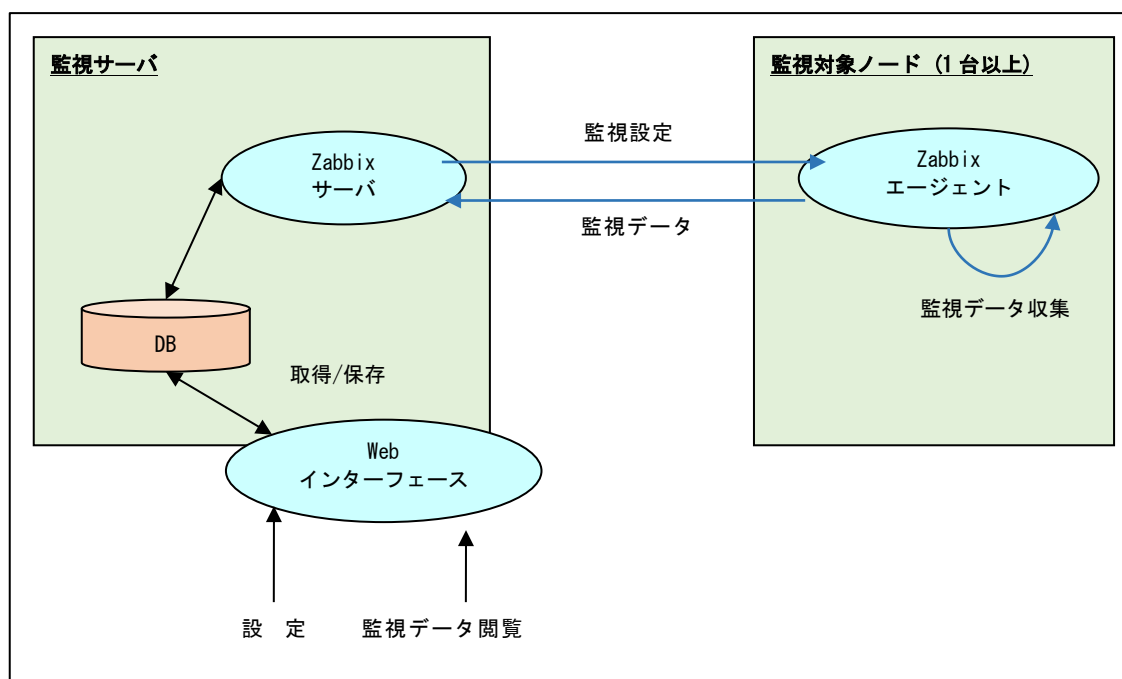 監視サーバ
監視対象ノード (1 台以上)
Zabbix
サーバ
監視設定
監視データ
Zabbix
エージェント
監視データ収集
DB
取得/保存
Web
インターフェース
設　定
監視データ閲覧